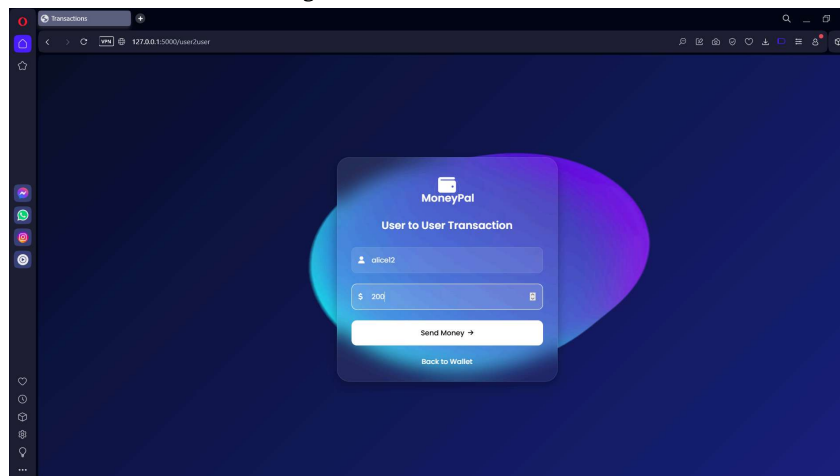 Transactions
VPN 127.0.0.1:5000/user2user
MoneyPal
User to User Transaction
alice12
$ 200
Send Money →
Back to Wallet